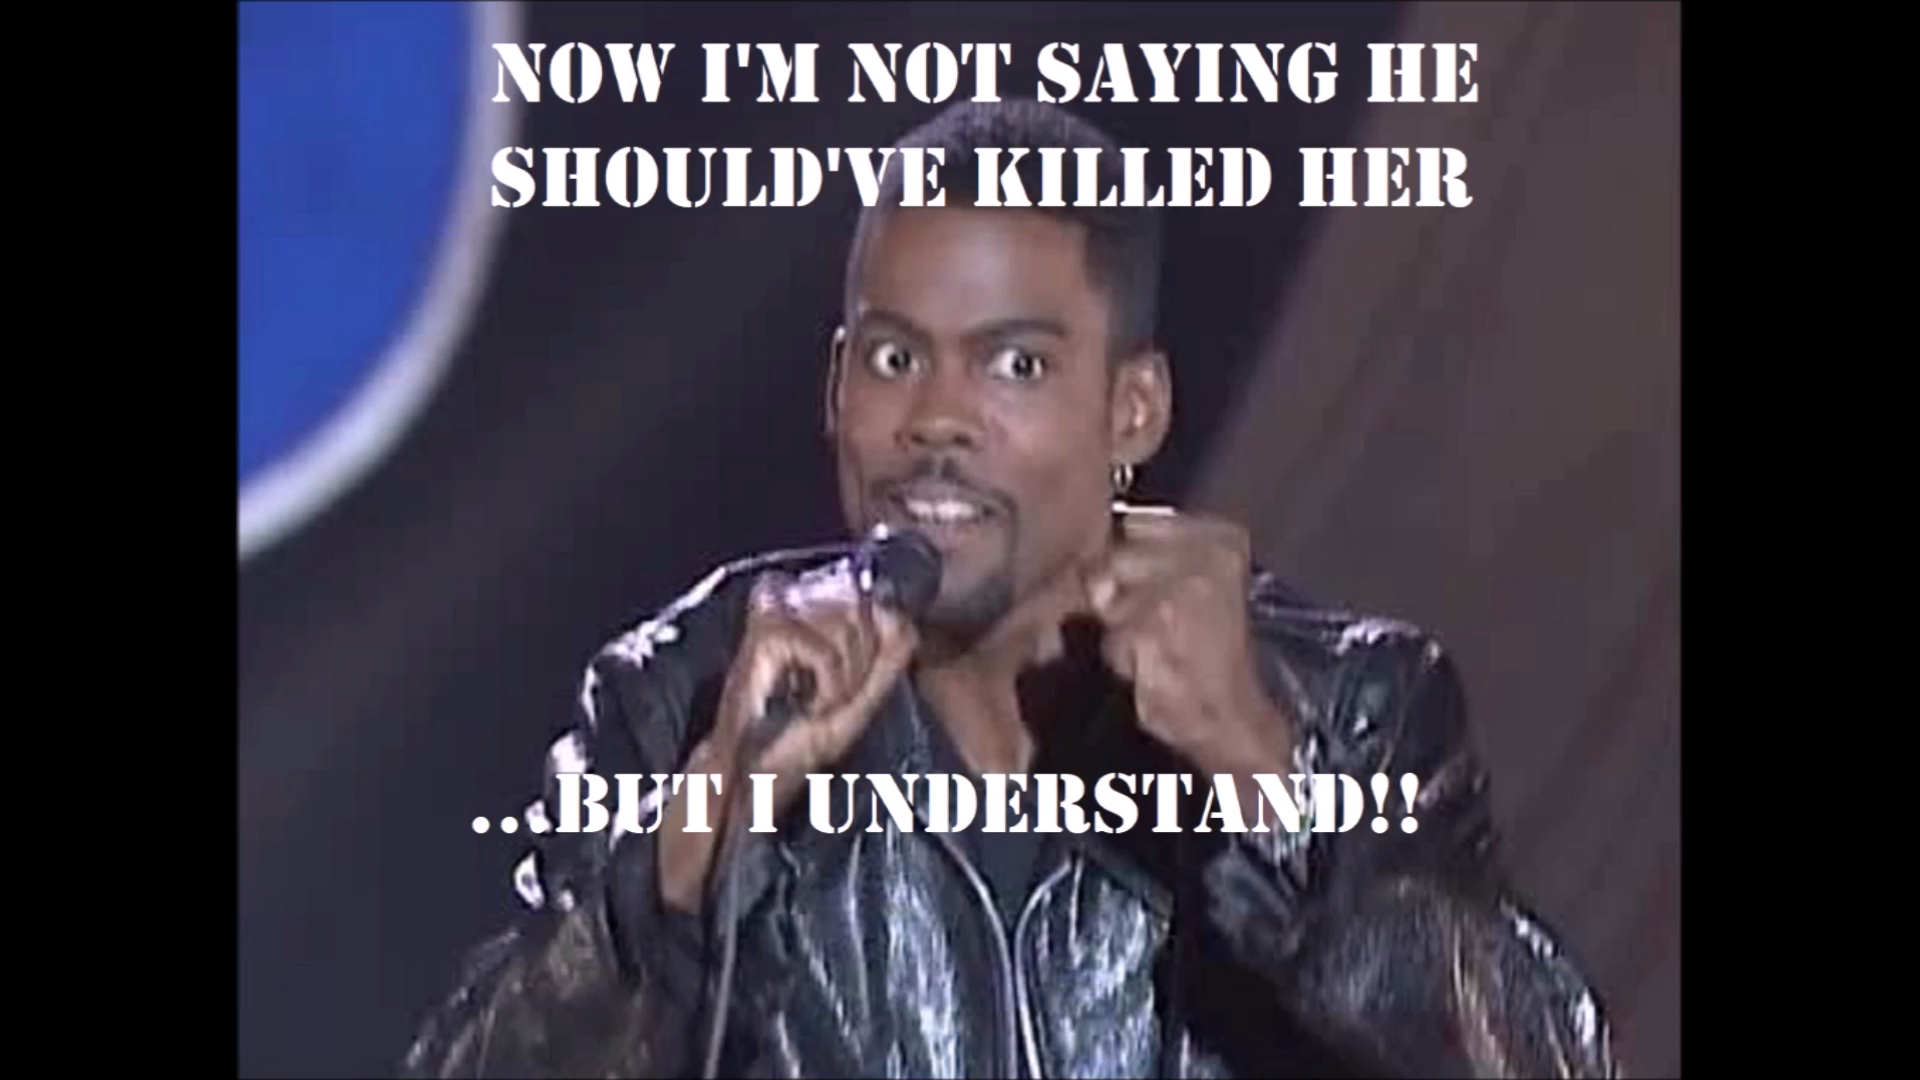 NOW I'M NOT SAYING HE
SHOULD'VE KILLED HER
...BUT I UNDERSTAND!!